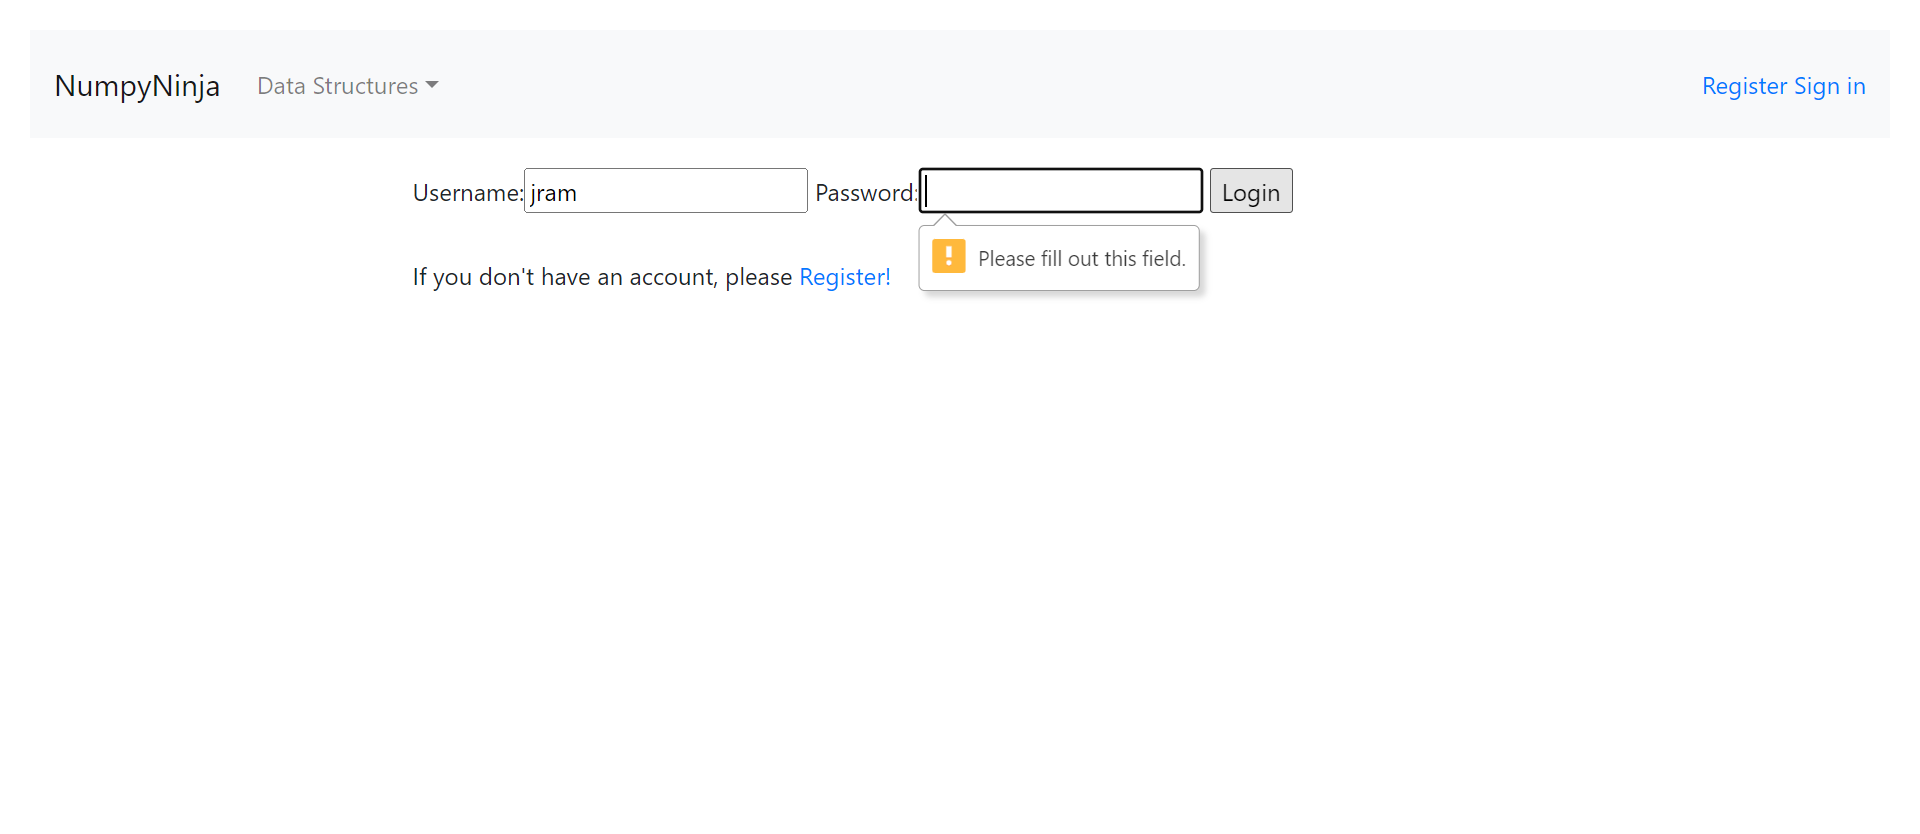 NumpyNinja Data Structures Register Sign in
Username: jram Password: Login
Please fill out this field.
If you don't have an account, please Register!